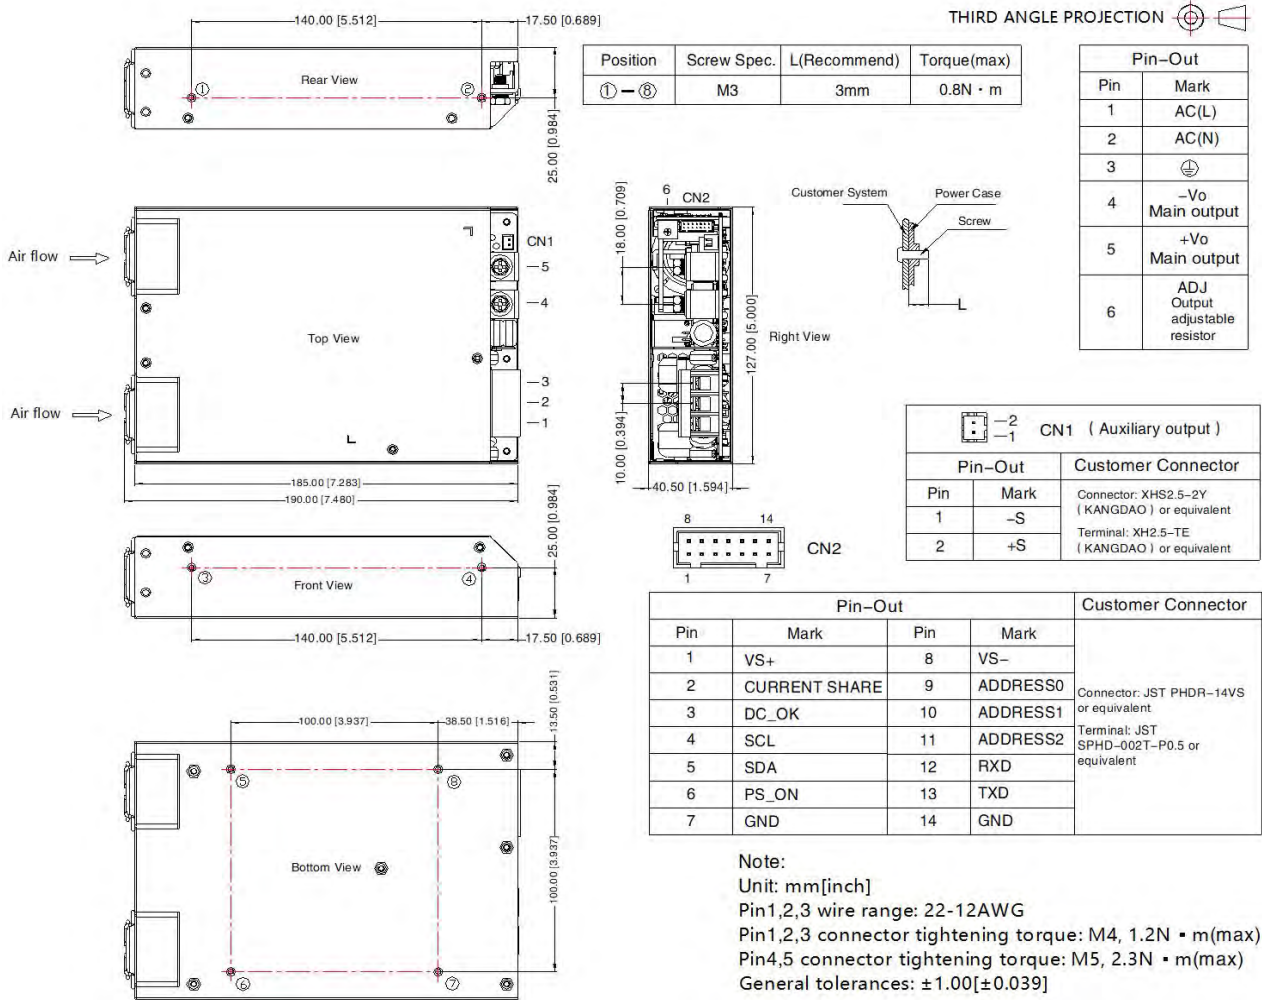 THIRD ANGLE PROJECTION
140.00 [5.512]
17.50 [0.689]
Rear View
①
②
25.00 [0.984]
Position Screw Spec. L(Recommend) Torque(max)
①-⑧ M3 3mm 0.8N · m
Pin-Out
Pin Mark
1 AC(L)
2 AC(N)
3
4 -Vo
Main output
5 +Vo
Main output
6 ADJ
Output
adjustable
resistor
Air flow
Air flow
Top View
CN1
5
4
3
2
1
185.00 [7.283]
190.00 [7.480]
6
CN2
18.00 [0.709]
10.00 [0.394]
127.00 [5.000]
40.50 [1.594]
Right View
Customer System
Power Case
Screw
L
2
1
CN1 ( Auxiliary output )
Pin-Out Customer Connector
Pin Mark
1 -S
2 +S
Connector: XHS2.5-2Y
( KANGDAO ) or equivalent
Terminal: XH2.5-TE
( KANGDAO ) or equivalent
25.00 [0.984]
③
④
Front View
140.00 [5.512]
17.50 [0.689]
8
14
1
7
CN2
Pin-Out Customer Connector
Pin Mark Pin Mark
1 VS+ 8 VS-
2 CURRENT SHARE 9 ADDRESS0
3 DC_OK 10 ADDRESS1
4 SCL 11 ADDRESS2
5 SDA 12 RXD
6 PS_ON 13 TXD
7 GND 14 GND
Connector: JST PHDR-14VS
or equivalent
Terminal: JST
SPHD-002T-P0.5 or
equivalent
100.00 [3.937]
38.50 [1.516]
13.50 [0.531]
⑤
⑧
Bottom View
100.00 [3.937]
⑥
⑦
Note:
Unit: mm[inch]
Pin1,2,3 wire range: 22-12AWG
Pin1,2,3 connector tightening torque: M4, 1.2N ▪ m(max)
Pin4,5 connector tightening torque: M5, 2.3N ▪ m(max)
General tolerances: ±1.00[±0.039]